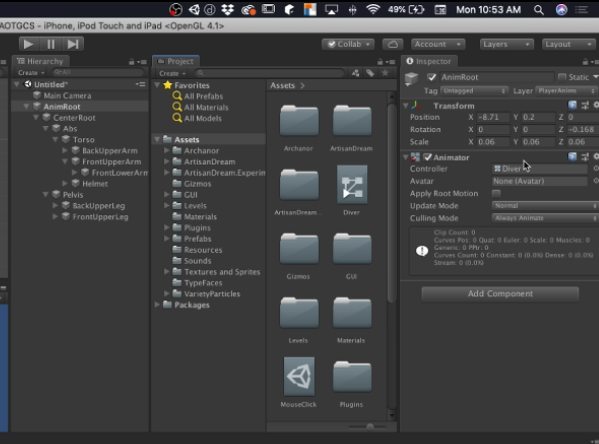 49% Mon 10:53 AM
AOTGCS - iPhone, iPod Touch and iPad <OpenGL 4.1>
Collab Account Layers Layout
Hierarchy
Create All
Untitled*
Main Camera
AnimRoot
CenterRoot
Abs
Torso
BackUpperArm
FrontUpperArm
FrontLowerArm
Helmet
Pelvis
BackUpperLeg
FrontUpperLeg
Project
Create
Favorites
All Prefabs
All Materials
All Models
Assets
Archanor
ArtisanDream
ArtisanDream.Experim
Gizmos
GUI
Levels
Materials
Plugins
Prefabs
Resources
Sounds
Textures and Sprites
TypeFaces
VarietyParticles
Packages
Assets
Archanor ArtisanDream
ArtisanDream... Diver
Gizmos GUI
Levels Materials
MouseClick Plugins
Inspector
AnimRoot Static
Tag Untagged Layer PlayerAnims
Transform
Position X -8.71 Y 0.2 Z 0
Rotation X 0 Y 0 Z -0.168
Scale X 0.06 Y 0.06 Z 0.06
Animator
Controller Diver
Avatar None (Avatar)
Apply Root Motion
Update Mode Normal
Culling Mode Always Animate
Clip Count: 0
Curves Pos: 0 Quat: 0 Euler: 0 Scale: 0 Muscles: 0
Generic: 0 PPtr: 0
Curves Count: 0 Constant: 0 (0.0%) Dense: 0 (0.0%)
Stream: 0 (0.0%)
Add Component